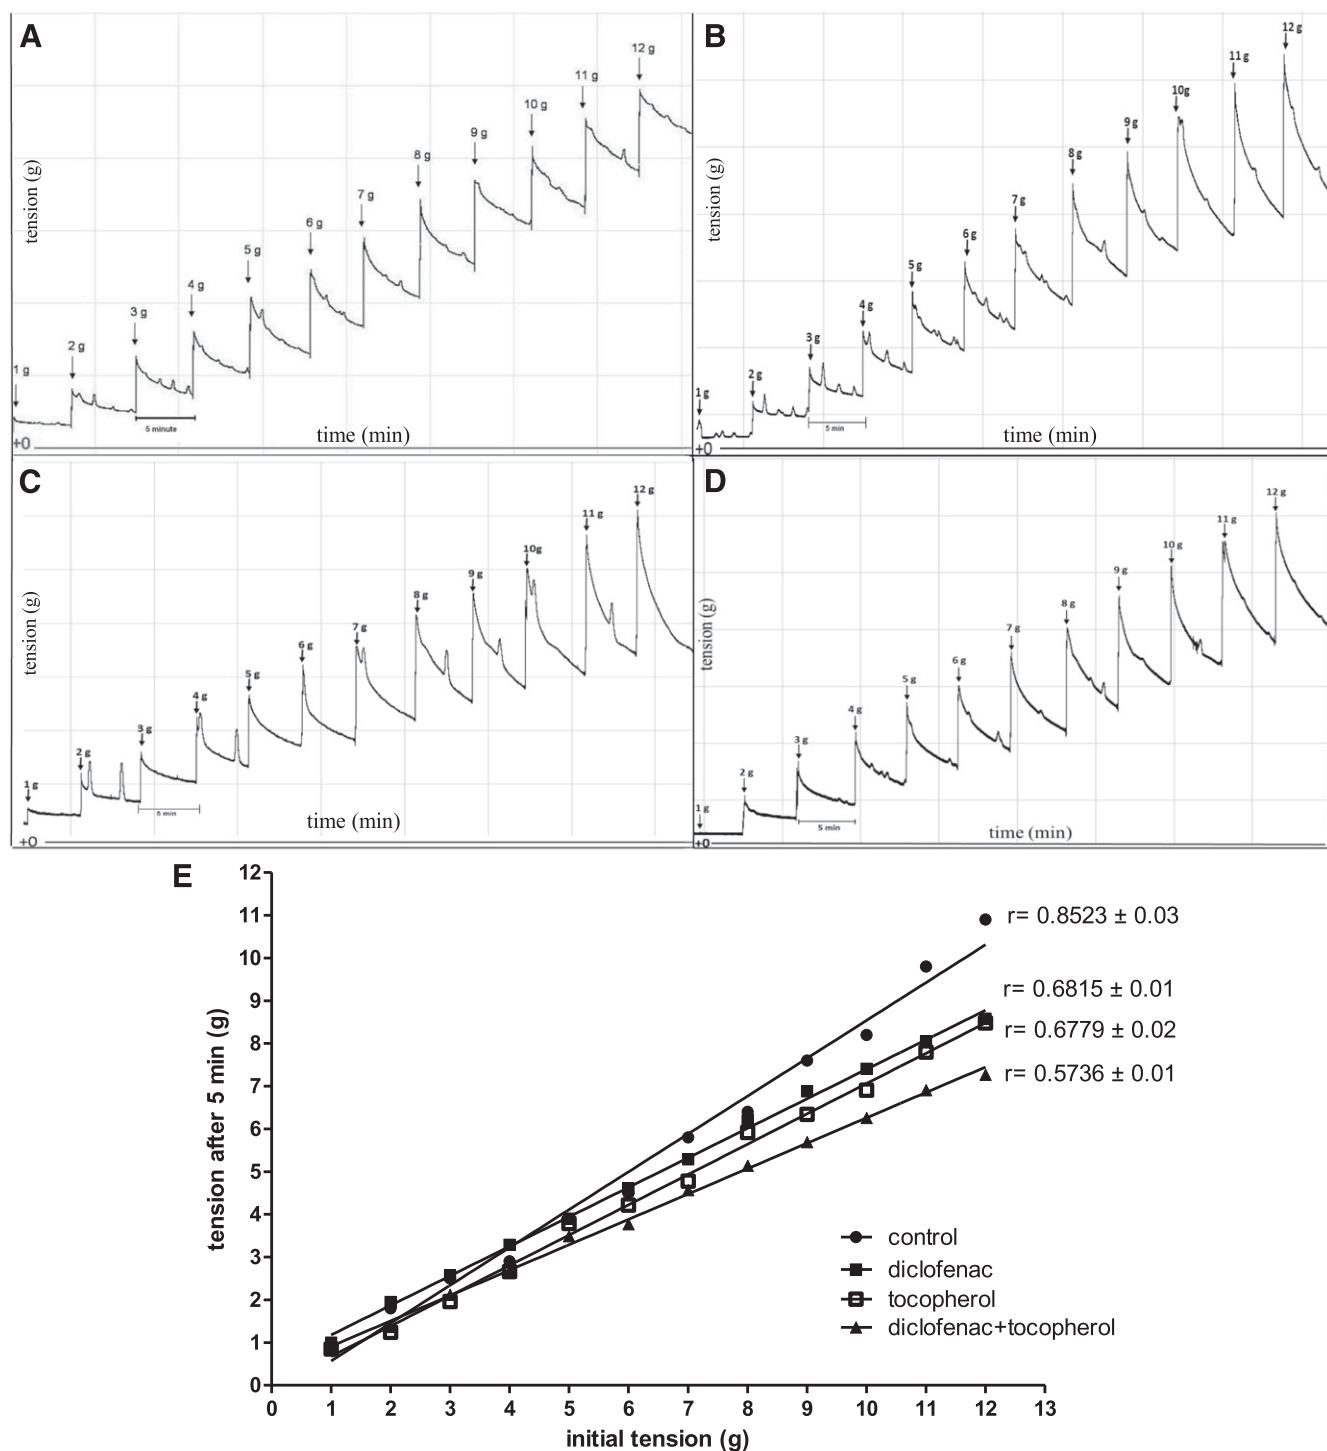 A
tension (g)
1 g
2 g
3 g
4 g
5 g
6 g
7 g
8 g
9 g
10 g
11 g
12 g
5 minute
time (min)
+0
B
tension (g)
1 g
2 g
3 g
4 g
5 g
6 g
7 g
8 g
9 g
10g
11 g
12 g
5 min
time (min)
+0
C
tension (g)
1 g
2 g
3 g
4 g
5 g
6 g
7 g
8 g
9 g
10g
11 g
12 g
5 min
time (min)
+0
D
tension (g)
1 g
2 g
3 g
4 g
5 g
6 g
7 g
8 g
9 g
10 g
11 g
12 g
5 min
time (min)
+0
E
tension after 5 min (g)
12
11
10
9
8
7
6
5
4
3
2
1
0
r= 0.8523 ± 0.03
r= 0.6815 ± 0.01
r= 0.6779 ± 0.02
r= 0.5736 ± 0.01
control
diclofenac
tocopherol
diclofenac+tocopherol
0 1 2 3 4 5 6 7 8 9 10 11 12 13
initial tension (g)